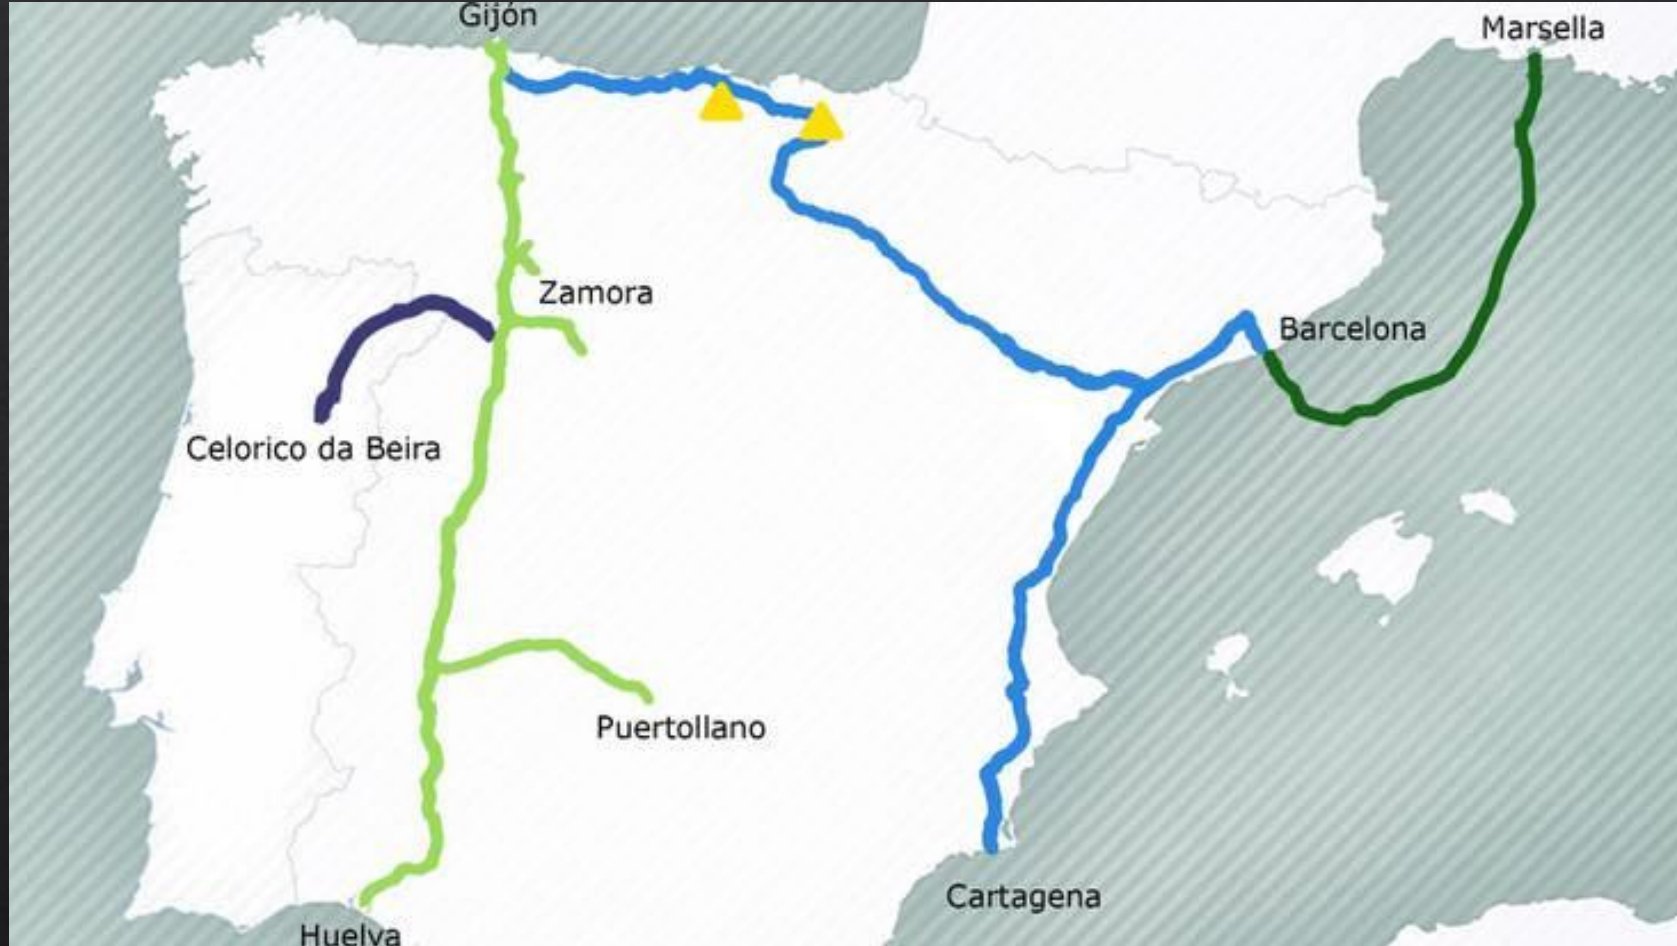 Gijón
Marsella
Zamora
Barcelona
Celorico da Beira
Puertollano
Cartagena
Huelva